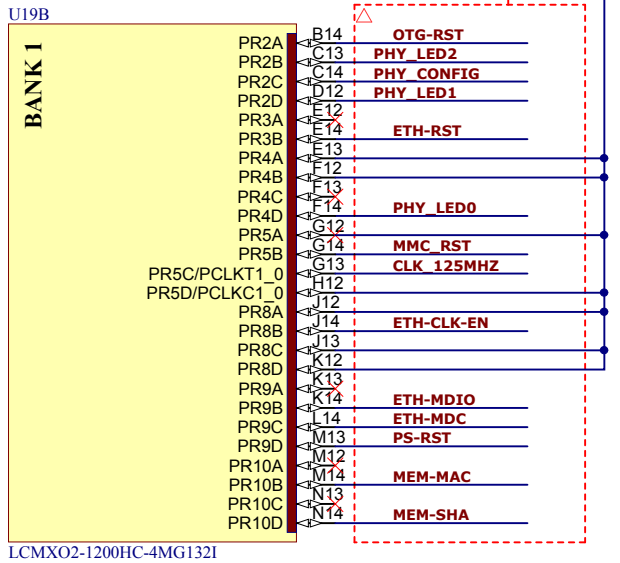 U19B
BANK 1
PR2A B14 OTG-RST
PR2B C13 PHY_LED2
PR2C C14 PHY_CONFIG
PR2D D12 PHY_LED1
PR3A E12
PR3B E14 ETH-RST
PR4A E13
PR4B F12
PR4C F13
PR4D F14 PHY_LED0
PR5A G12
PR5B G14 MMC_RST
PR5C/PCLKT1_0 G13 CLK_125MHZ
PR5D/PCLKC1_0 H12
PR8A J12
PR8B J14 ETH-CLK-EN
PR8C J13
PR8D K12
PR9A K13
PR9B K14 ETH-MDIO
PR9C L14 ETH-MDC
PR9D M13 PS-RST
PR10A M12
PR10B M14 MEM-MAC
PR10C N13
PR10D N14 MEM-SHA
LCMXO2-1200HC-4MG132I